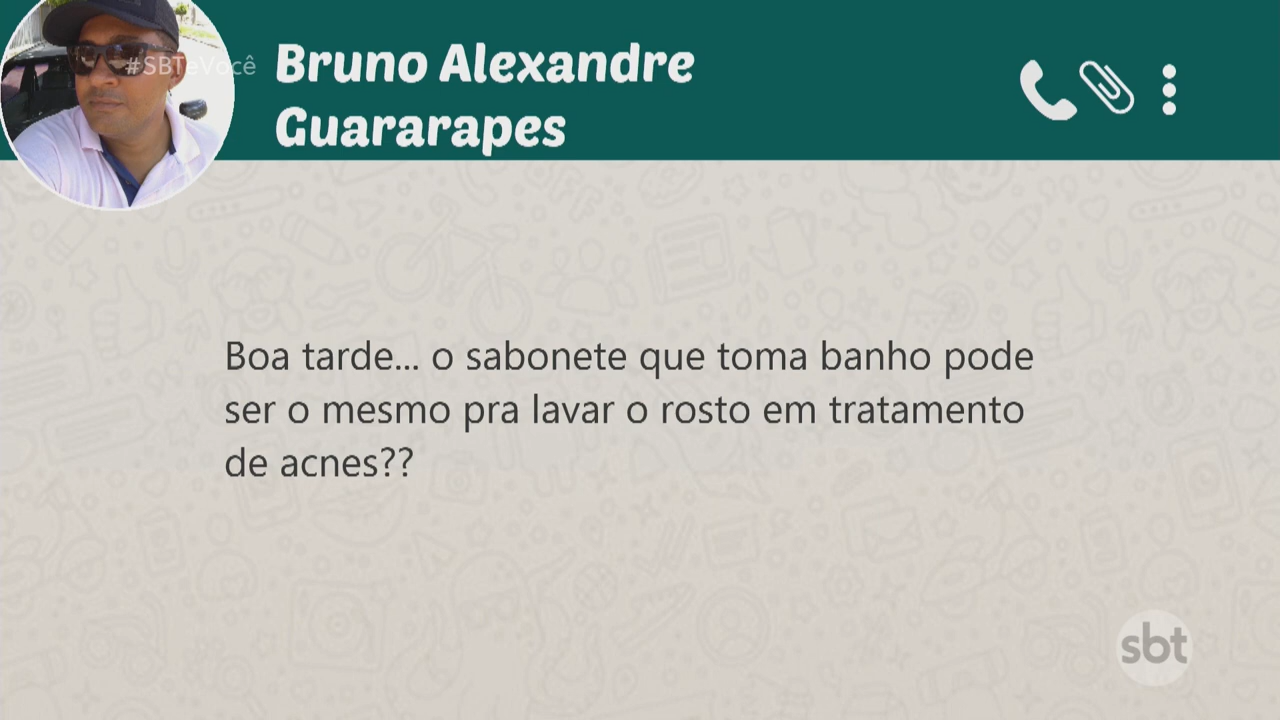 #SBTeVocê
Bruno Alexandre
Guararapes
Boa tarde... o sabonete que toma banho pode
ser o mesmo pra lavar o rosto em tratamento
de acnes??
sbt